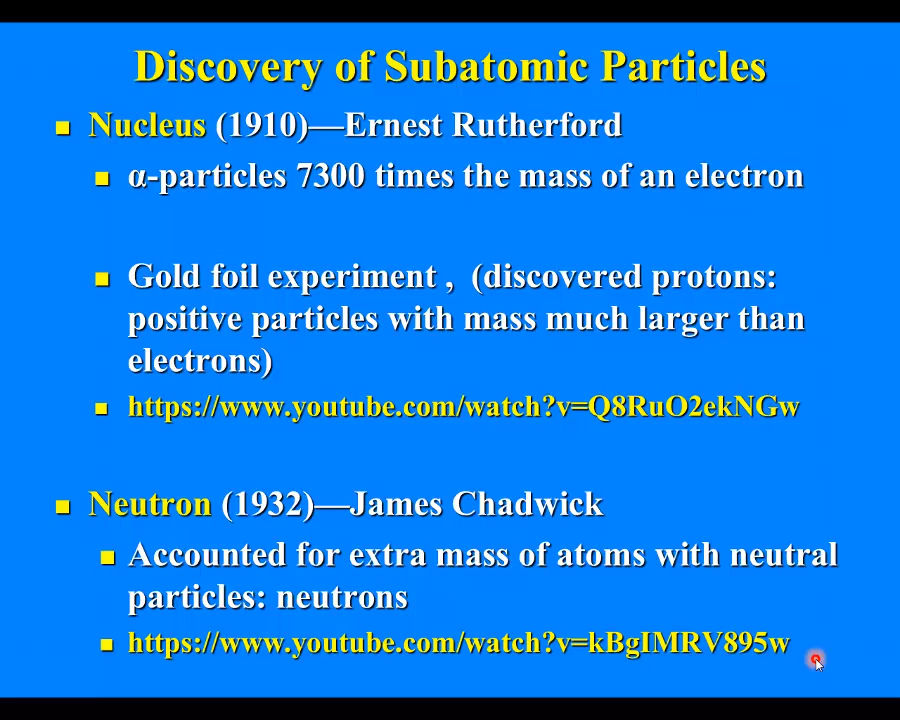 Discovery of Subatomic Particles
Nucleus (1910)—Ernest Rutherford
α-particles 7300 times the mass of an electron
Gold foil experiment , (discovered protons:
positive particles with mass much larger than
electrons)
https://www.youtube.com/watch?v=Q8RuO2ekNGw
Neutron (1932)—James Chadwick
Accounted for extra mass of atoms with neutral
particles: neutrons
https://www.youtube.com/watch?v=kBgIMRV895w